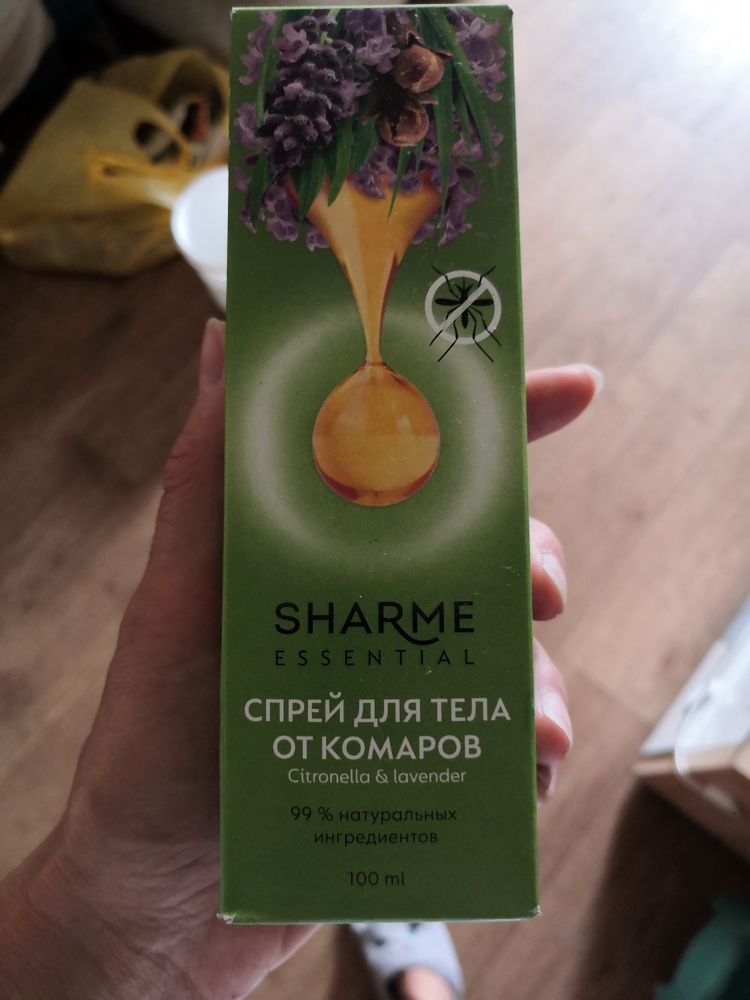 SHARME
ESSENTIAL
СПРЕЙ ДЛЯ ТЕЛА
ОТ КОМАРОВ
Citronella & lavender
99 % натуральных
ингредиентов
100 ml